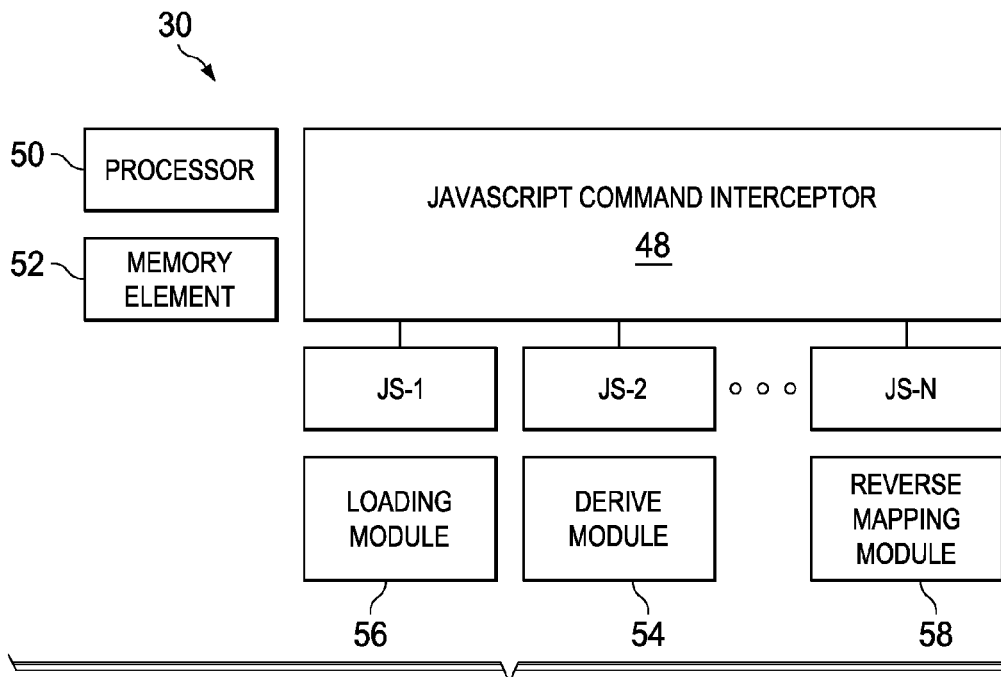 30
50
PROCESSOR
JAVASCRIPT COMMAND INTERCEPTOR
48
52
MEMORY
ELEMENT
JS-1
JS-2
JS-N
LOADING
MODULE
DERIVE
MODULE
REVERSE
MAPPING
MODULE
56
54
58